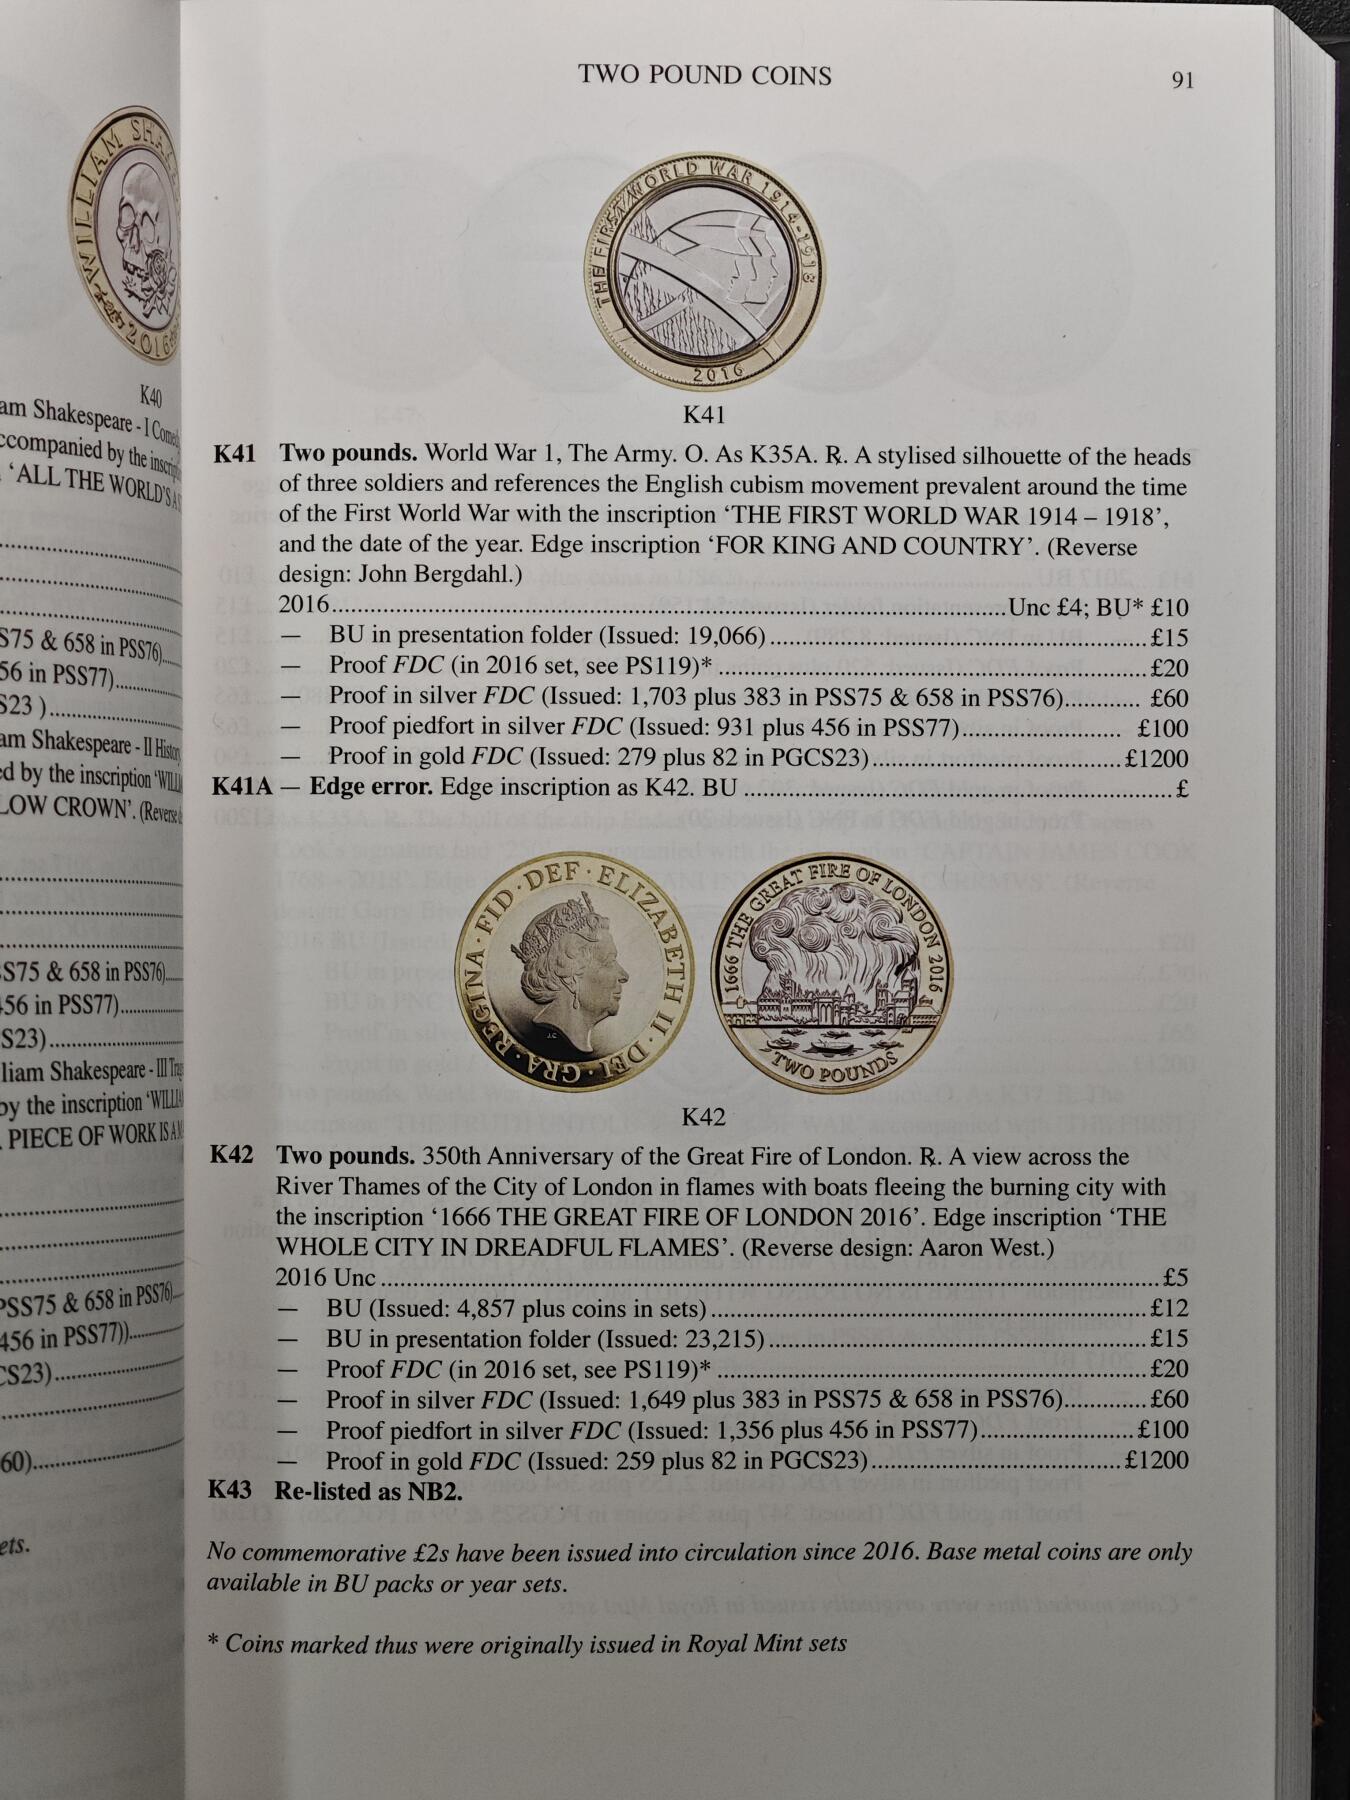 WILLIAM
2016
K40
am Shakespeare - I
ccompanied by the
'ALL THE WORLD'S
S75 & 658 in PSS76)
56 in PSS77)
S23 )
am Shakespeare - II History
ed by the inscription
LOW CROWN'. (Reverse
S75 & 658 in PSS76)
456 in PSS77)
S23)
liam Shakespeare - III
by the inscription
PIECE OF WORK IS A
PSS75 & 658 in PSS76)
456 in PSS77))
CS23)
60)
ets.
TWO POUND COINS 91
THE FIRST WORLD WAR 1914-1918
2016
K41
K41 Two pounds. World War 1, The Army. O. As K35A. R. A stylised silhouette of the heads
of three soldiers and references the English cubism movement prevalent around the time
of the First World War with the inscription 'THE FIRST WORLD WAR 1914 – 1918',
and the date of the year. Edge inscription 'FOR KING AND COUNTRY'. (Reverse
design: John Bergdahl.)
2016 Unc £4; BU* £10
— BU in presentation folder (Issued: 19,066) £15
— Proof FDC (in 2016 set, see PS119)* £20
— Proof in silver FDC (Issued: 1,703 plus 383 in PSS75 & 658 in PSS76) £60
— Proof piedfort in silver FDC (Issued: 931 plus 456 in PSS77) £100
— Proof in gold FDC (Issued: 279 plus 82 in PGCS23) £1200
K41A — Edge error. Edge inscription as K42. BU £
ELIZABETH II · DEI · GRA · REGINA · FID · DEF ·
J.C
1666 THE GREAT FIRE OF LONDON 2016
TWO POUNDS
K42
K42 Two pounds. 350th Anniversary of the Great Fire of London. R. A view across the
River Thames of the City of London in flames with boats fleeing the burning city with
the inscription '1666 THE GREAT FIRE OF LONDON 2016'. Edge inscription 'THE
WHOLE CITY IN DREADFUL FLAMES'. (Reverse design: Aaron West.)
2016 Unc £5
— BU (Issued: 4,857 plus coins in sets) £12
— BU in presentation folder (Issued: 23,215) £15
— Proof FDC (in 2016 set, see PS119)* £20
— Proof in silver FDC (Issued: 1,649 plus 383 in PSS75 & 658 in PSS76) £60
— Proof piedfort in silver FDC (Issued: 1,356 plus 456 in PSS77) £100
— Proof in gold FDC (Issued: 259 plus 82 in PGCS23) £1200
K43 Re-listed as NB2.
No commemorative £2s have been issued into circulation since 2016. Base metal coins are only
available in BU packs or year sets.
* Coins marked thus were originally issued in Royal Mint sets